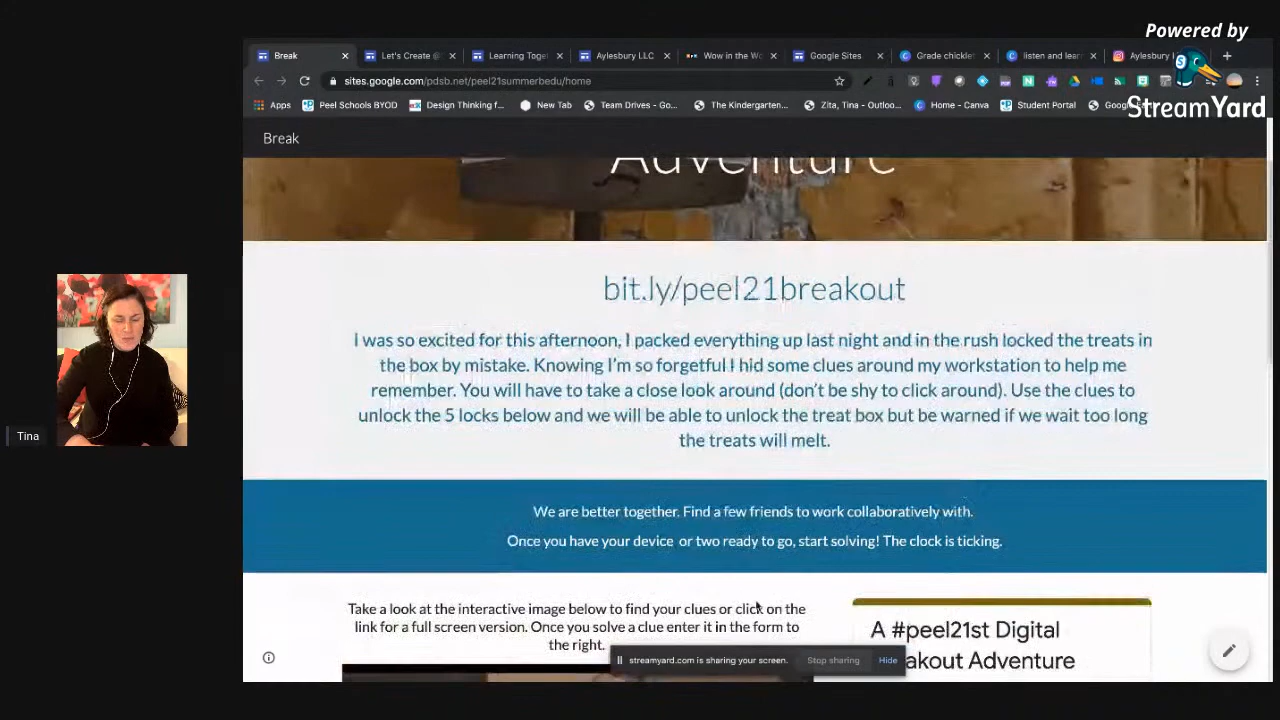 Powered by
StreamYard
Break
Let's Create @
Learning Toge
Aylesbury LLC
Wow in the Wo
Google Sites
Grade chickle
listen and lear
Aylesbury
sites.google.com/pdsb.net/peel21summerbedu/home
Apps
Peel Schools BYOD
Design Thinking f...
New Tab
Team Drives - Go...
The Kindergarten...
Zita, Tina - Outloo...
Home - Canva
Student Portal
Break
Adventure
bit.ly/peel21breakout
I was so excited for this afternoon, I packed everything up last night and in the rush locked the treats in
the box by mistake. Knowing I'm so forgetful I hid some clues around my workstation to help me
remember. You will have to take a close look around (don't be shy to click around). Use the clues to
unlock the 5 locks below and we will be able to unlock the treat box but be warned if we wait too long
the treats will melt.
We are better together. Find a few friends to work collaboratively with.
Once you have your device or two ready to go, start solving! The clock is ticking.
Take a look at the interactive image below to find your clues or click on the
link for a full screen version. Once you solve a clue enter it in the form to
the right.
A #peel21st Digital
akout Adventure
streamyard.com is sharing your screen.
Stop sharing
Hide
Tina